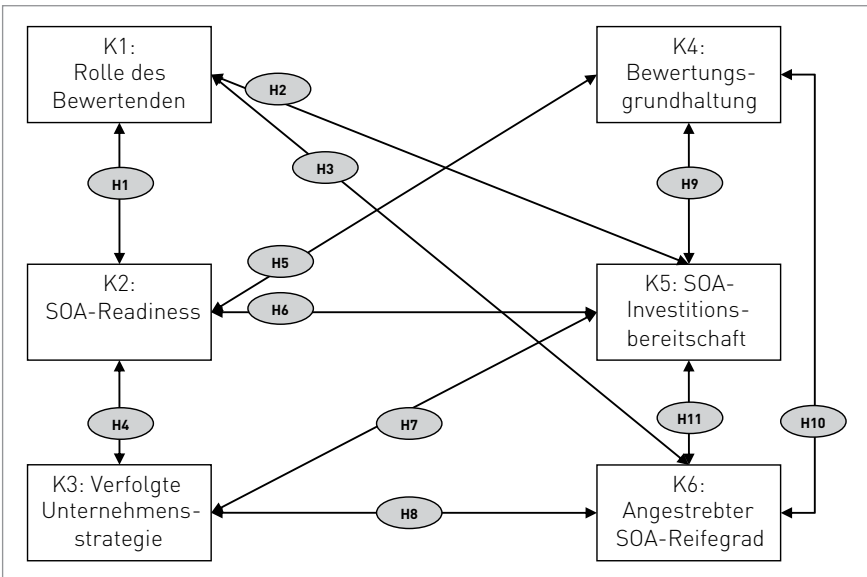 K1:
Rolle des
Bewertenden
K4:
Bewertungs-
grundhaltung
H2
H3
H1
H9
H5
K2:
SOA-Readiness
H6
K5: SOA-
Investitions-
bereitschaft
H4
H7
H11
H10
K3: Verfolgte
Unternehmens-
strategie
H8
K6:
Angestrebter
SOA-Reifegrad